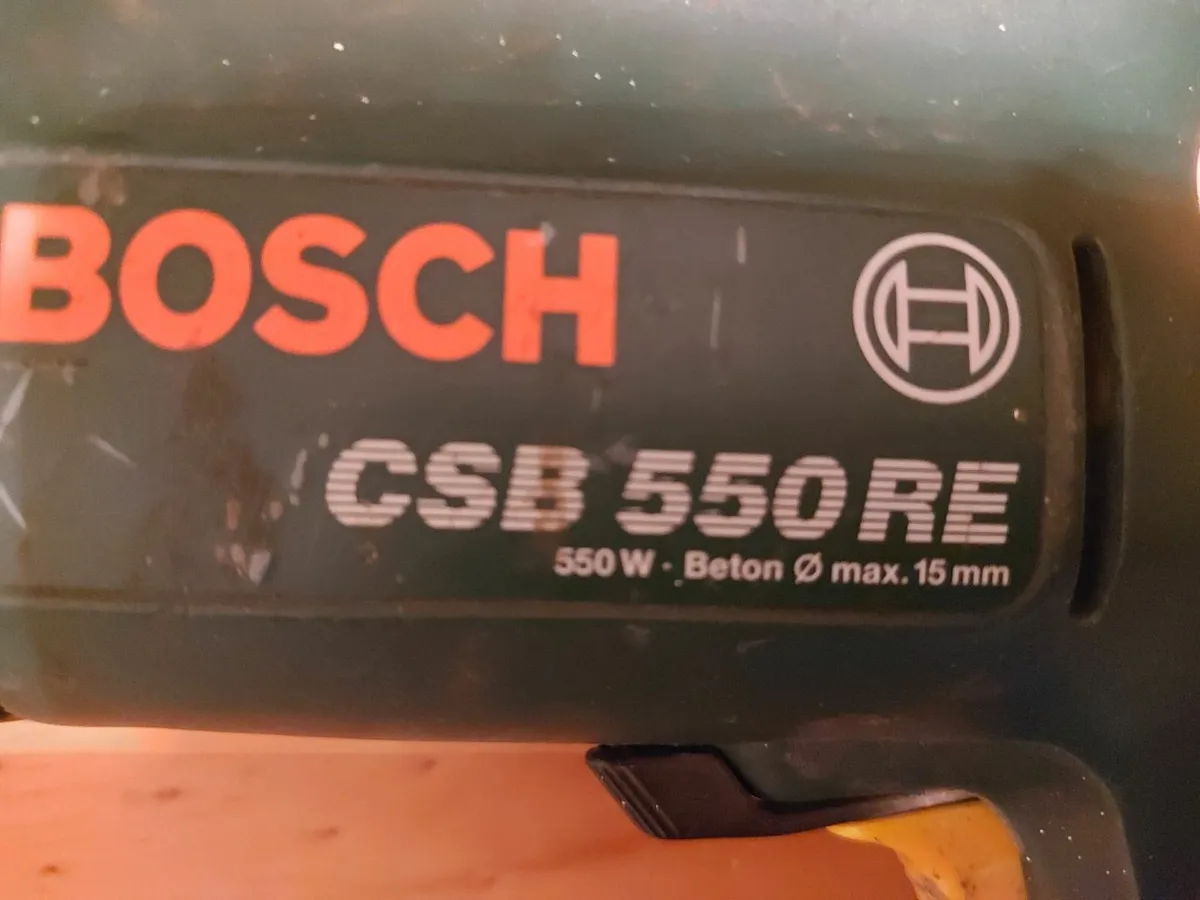 BOSCH
CSB 550 RE
550 W · Beton Ø max. 15 mm